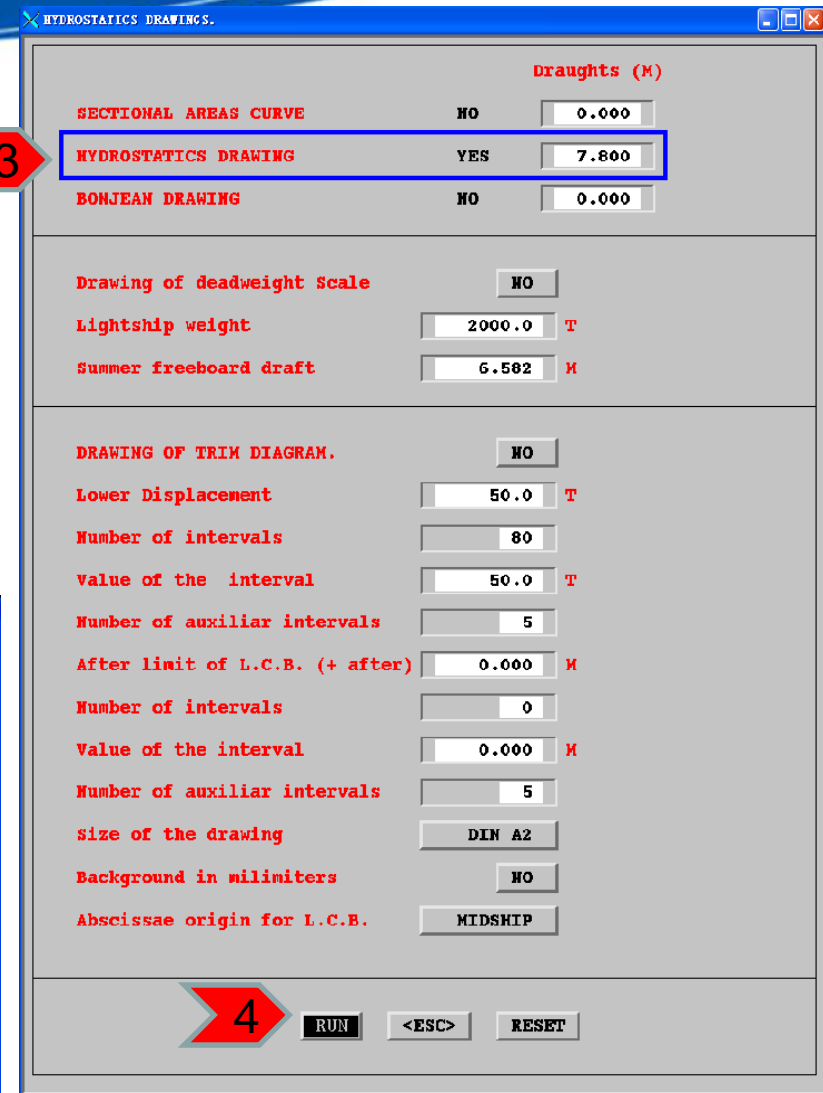 HYDROSTATICS DRAWINGS.
Draughts (M)
SECTIONAL AREAS CURVE NO 0.000
3
HYDROSTATICS DRAWING YES 7.800
BONJEAN DRAWING NO 0.000
Drawing of deadweight Scale NO
Lightship weight 2000.0 T
Summer freeboard draft 6.582 M
DRAWING OF TRIM DIAGRAM. NO
Lower Displacement 50.0 T
Number of intervals 80
Value of the interval 50.0 T
Number of auxiliar intervals 5
After limit of L.C.B. (+ after) 0.000 M
Number of intervals 0
Value of the interval 0.000 M
Number of auxiliar intervals 5
Size of the drawing DIN A2
Background in milimiters NO
Abscissae origin for L.C.B. MIDSHIP
4 RUN <ESC> RESET